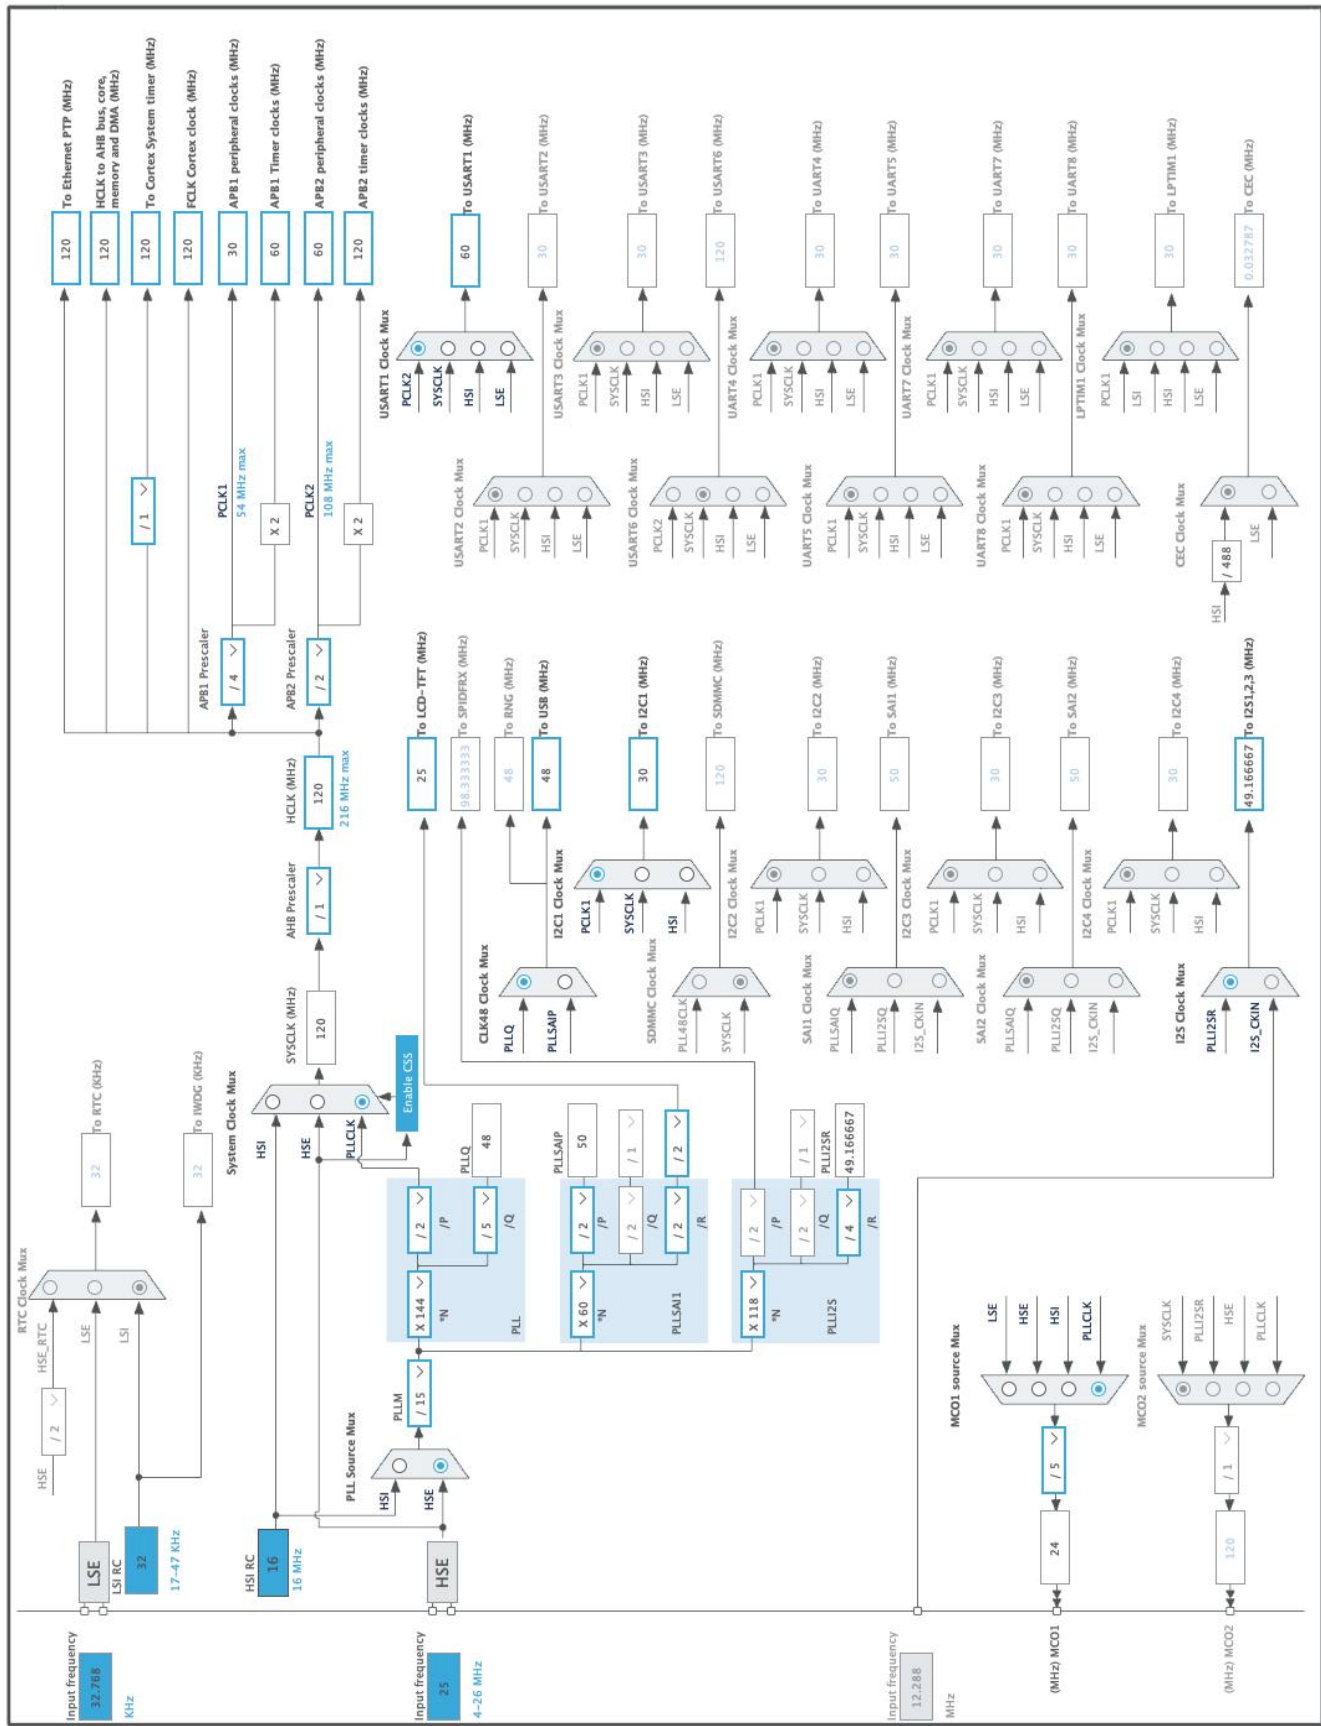 Input frequency
32.768
KHz
LSE
LSI RC
32
17-47 KHz
HSE
/ 2
HSE_RTC
LSE
LSI
RTC Clock Mux
32
To RTC (KHz)
32
To IWDG (KHz)
HSI RC
16
16 MHz
Input frequency
25
4-26 MHz
HSE
PLL Source Mux
HSI
HSE
PLLM
/ 15
X 144
*N
/ 2
/P
/ 5
/Q
PLL
PLLQ
48
X 60
*N
/ 2
/P
/ 2
/Q
/ 2
/R
PLLSAI1
PLLSAIP
50
/ 1
/ 2
X 118
*N
/ 2
/P
/ 2
/Q
/ 4
/R
PLLI2S
/ 1
PLLI2SR
49.166667
System Clock Mux
HSI
HSE
PLLCLK
Enable CSS
SYSCLK (MHz)
120
AHB Prescaler
/ 1
HCLK (MHz)
120
216 MHz max
APB1 Prescaler
/ 4
APB2 Prescaler
/ 2
/ 1
PCLK1
54 MHz max
X 2
PCLK2
108 MHz max
X 2
120
To Ethernet PTP (MHz)
120
HCLK to AHB bus, core,
memory and DMA (MHz)
120
To Cortex System timer (MHz)
120
FCLK Cortex clock (MHz)
30
APB1 peripheral clocks (MHz)
60
APB1 Timer clocks (MHz)
60
APB2 peripheral clocks (MHz)
120
APB2 timer clocks (MHz)
25
To LCD-TFT (MHz)
98.333333
To SPIDFRX (MHz)
48
To RNG (MHz)
48
To USB (MHz)
CLK48 Clock Mux
PLLQ
PLLSAIP
I2C1 Clock Mux
PCLK1
SYSCLK
HSI
30
To I2C1 (MHz)
SDMMC Clock Mux
PLL48CLK
SYSCLK
120
To SDMMC (MHz)
I2C2 Clock Mux
PCLK1
SYSCLK
HSI
30
To I2C2 (MHz)
SAI1 Clock Mux
PLLSAIQ
PLLI2SQ
I2S_CKIN
50
To SAI1 (MHz)
I2C3 Clock Mux
PCLK1
SYSCLK
HSI
30
To I2C3 (MHz)
SAI2 Clock Mux
PLLSAIQ
PLLI2SQ
I2S_CKIN
50
To SAI2 (MHz)
I2C4 Clock Mux
PCLK1
SYSCLK
HSI
30
To I2C4 (MHz)
I2S Clock Mux
PLLI2SR
I2S_CKIN
49.166667
To I2S1,2,3 (MHz)
USART1 Clock Mux
PCLK2
SYSCLK
HSI
LSE
60
To USART1 (MHz)
USART2 Clock Mux
PCLK1
SYSCLK
HSI
LSE
30
To USART2 (MHz)
USART3 Clock Mux
PCLK1
SYSCLK
HSI
LSE
30
To USART3 (MHz)
USART6 Clock Mux
PCLK2
SYSCLK
HSI
LSE
120
To USART6 (MHz)
UART4 Clock Mux
PCLK1
SYSCLK
HSI
LSE
30
To UART4 (MHz)
UART5 Clock Mux
PCLK1
SYSCLK
HSI
LSE
30
To UART5 (MHz)
UART7 Clock Mux
PCLK1
SYSCLK
HSI
LSE
30
To UART7 (MHz)
UART8 Clock Mux
PCLK1
SYSCLK
HSI
LSE
30
To UART8 (MHz)
LPTIM1 Clock Mux
PCLK1
LSI
HSI
LSE
30
To LPTIM1 (MHz)
HSI
/ 488
CEC Clock Mux
LSE
0.032787
To CEC (MHz)
Input frequency
12.288
MHz
(MHz) MCO1
24
/ 5
MCO1 source Mux
LSE
HSE
HSI
PLLCLK
(MHz) MCO2
120
/ 1
MCO2 source Mux
SYSCLK
PLLI2SR
HSE
PLLCLK